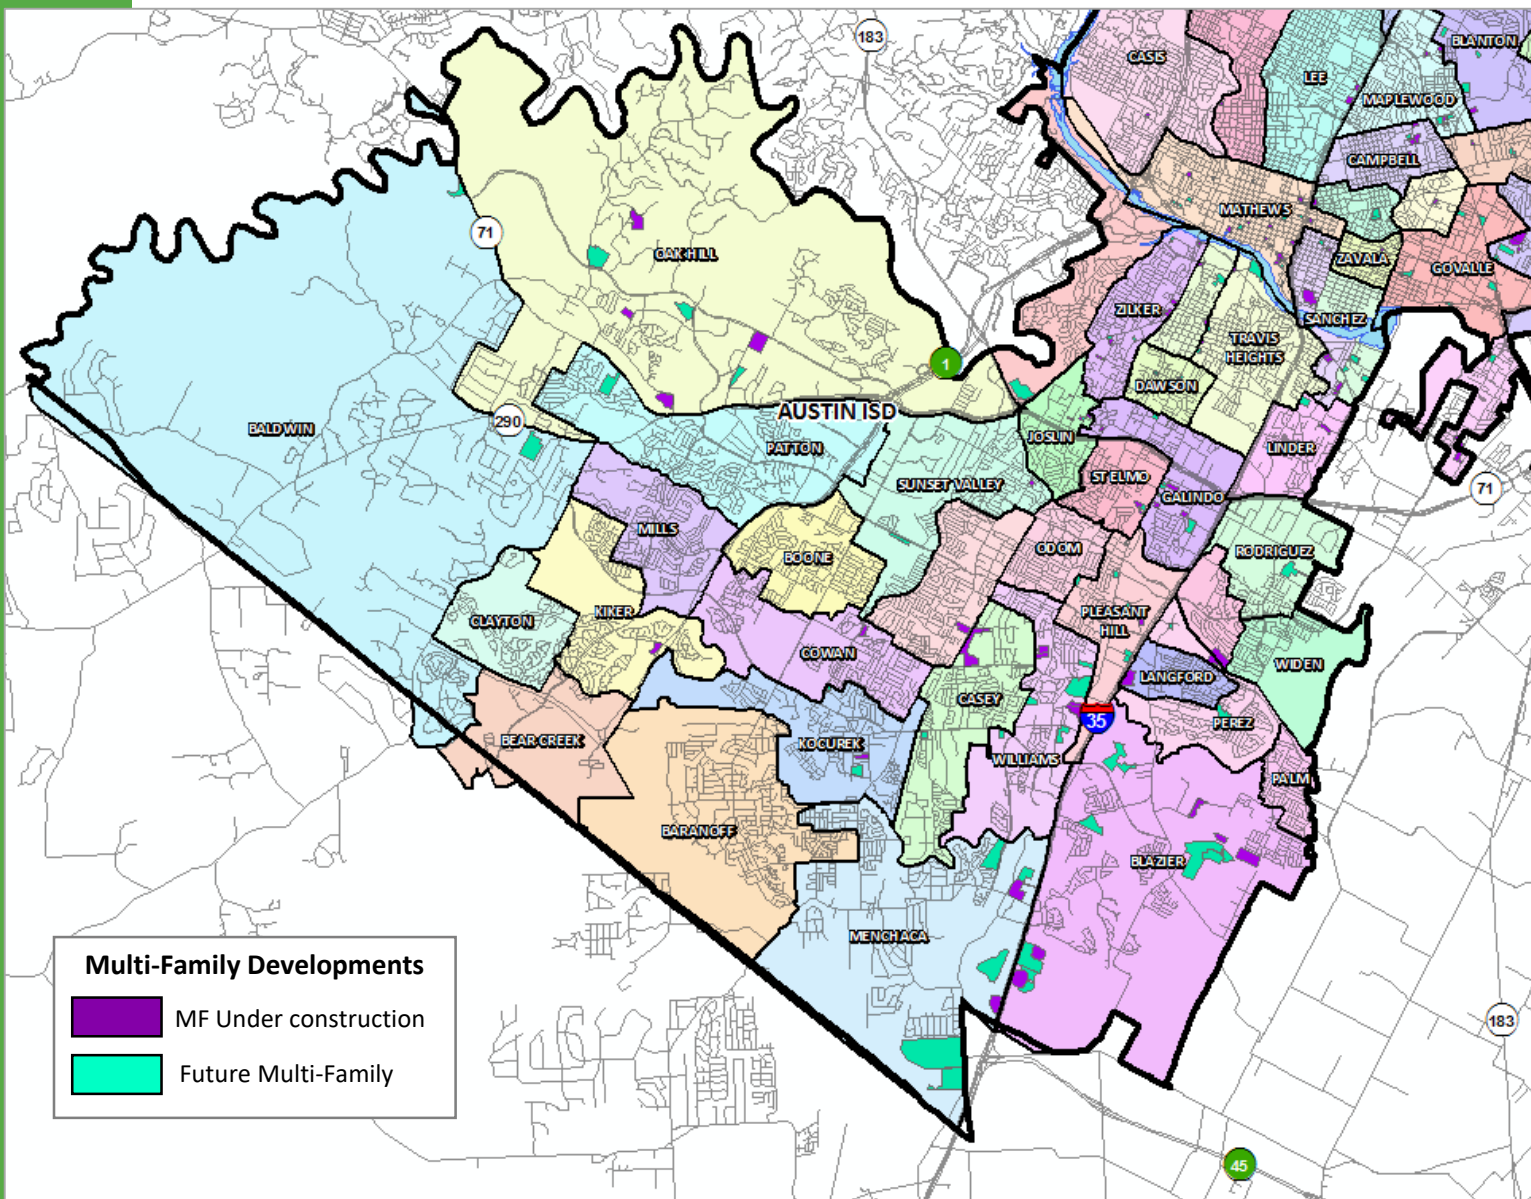 183
CASIS
LEE
BLANTON
MAPLEWOOD
CAMPBELL
MATHEWS
71
OAK HILL
ZAVALA
GOVALLE
ZILKER
SANCHEZ
TRAVIS
HEIGHTS
1
DAWSON
AUSTIN ISD
290
BALDWIN
PATTON
JOSLIN
LINDER
ST ELMO
SUNSET VALLEY
GALINDO
71
MILLS
BOONE
ODOM
RODRIGUEZ
CLAYTON
KIKER
PLEASANT
HILL
COWAN
WIDEN
LANGFORD
CASEY
35
PEREZ
BEAR CREEK
KOCUREK
WILLIAMS
PALM
BARANOFF
BLAZIER
MENCHACA
Multi-Family Developments
MF Under construction
Future Multi-Family
183
45